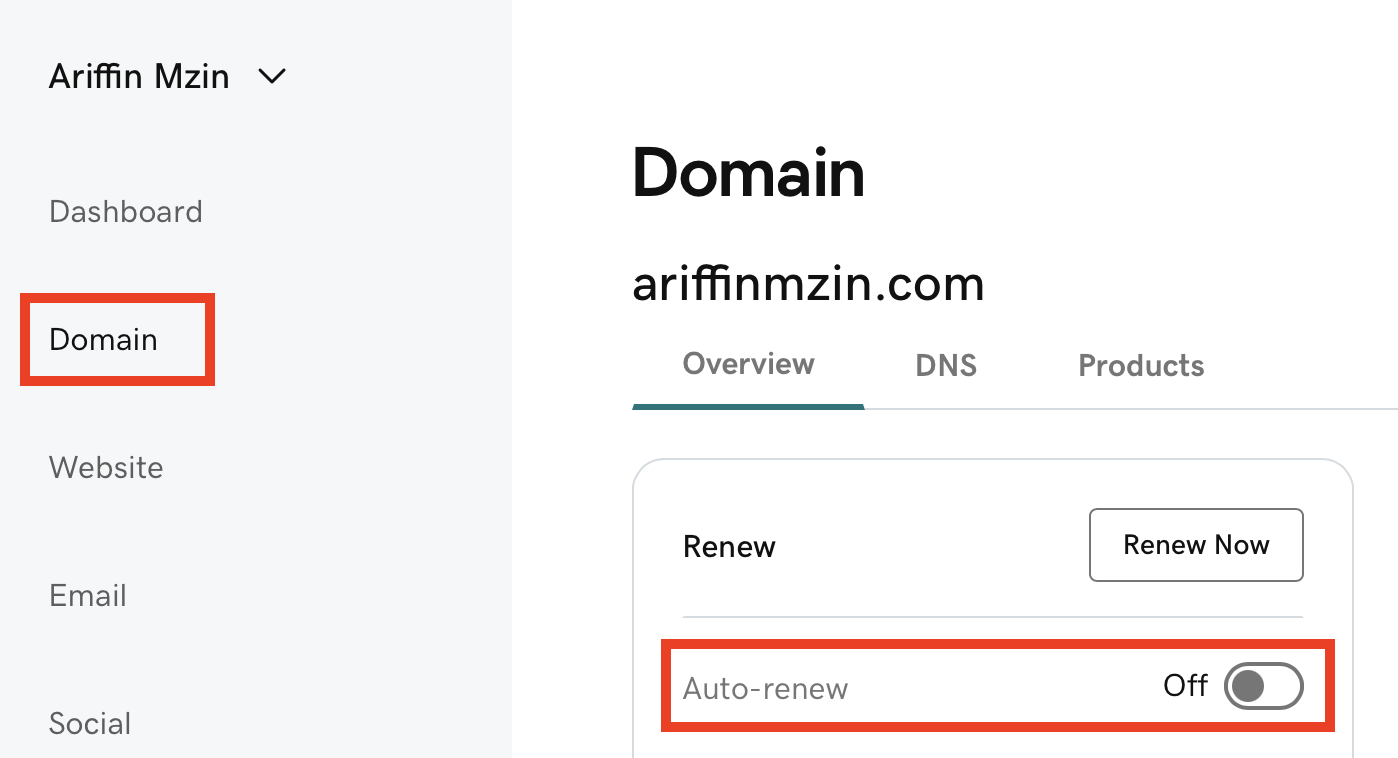 Ariffin Mzin
Dashboard
Domain
Website
Email
Social
Domain
ariffinmzin.com
Overview DNS Products
Renew Renew Now
Auto-renew Off